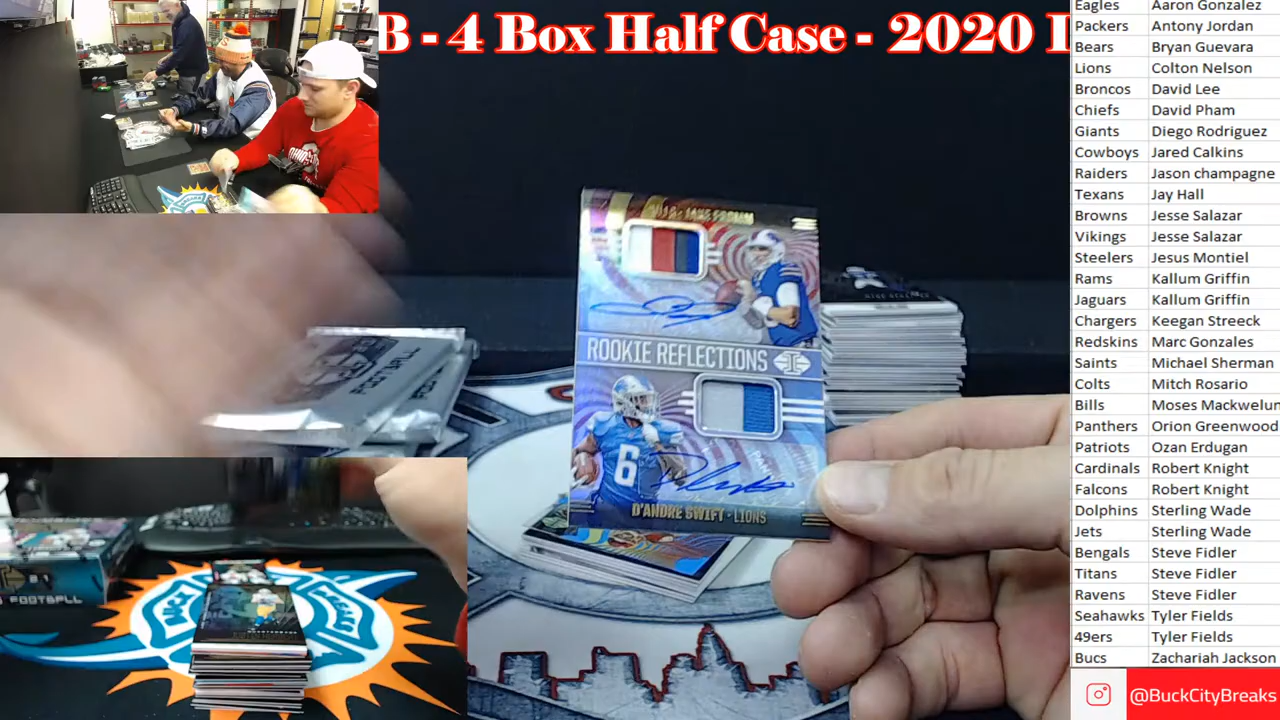 B - 4 Box Half Case - 2020
JAKE FROMM
ROOKIE REFLECTIONS
6
D'ANDRE SWIFT - LIONS
FOOTBALL
Eagles Aaron Gonzalez
Packers Antony Jordan
Bears Bryan Guevara
Lions Colton Nelson
Broncos David Lee
Chiefs David Pham
Giants Diego Rodriguez
Cowboys Jared Calkins
Raiders Jason champagne
Texans Jay Hall
Browns Jesse Salazar
Vikings Jesse Salazar
Steelers Jesus Montiel
Rams Kallum Griffin
Jaguars Kallum Griffin
Chargers Keegan Streeck
Redskins Marc Gonzales
Saints Michael Sherman
Colts Mitch Rosario
Bills Moses Mackwelun
Panthers Orion Greenwood
Patriots Ozan Erdugan
Cardinals Robert Knight
Falcons Robert Knight
Dolphins Sterling Wade
Jets Sterling Wade
Bengals Steve Fidler
Titans Steve Fidler
Ravens Steve Fidler
Seahawks Tyler Fields
49ers Tyler Fields
Bucs Zachariah Jackson
@BuckCityBreaks